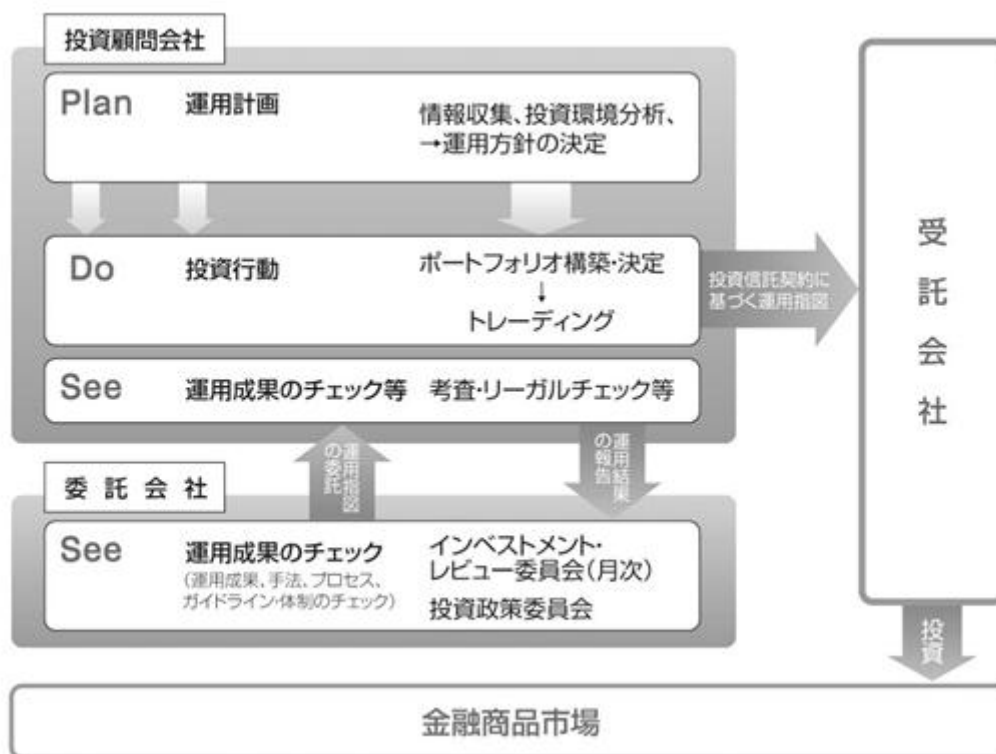 投資顧問会社
Plan 運用計画 情報収集、投資環境分析、
→運用方針の決定
Do 投資行動 ポートフォリオ構築・決定
↓
トレーディング
投資信託契約に
基づく運用指図
受託会社
See 運用成果のチェック等 考査・リーガルチェック等
運用指図
の委託
運用結果
の報告
委託会社
See 運用成果のチェック インベストメント・
レビュー委員会(月次)
(運用成果、手法、プロセス、
ガイドライン・体制のチェック)
投資政策委員会
投資
金融商品市場